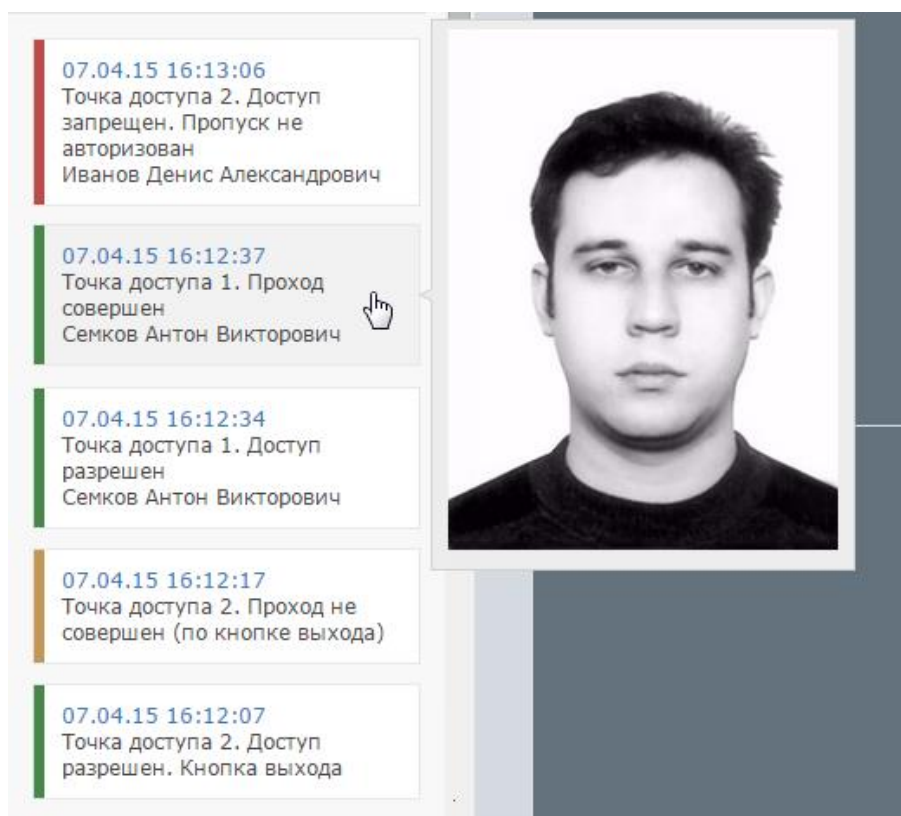 07.04.15 16:13:06
Точка доступа 2. Доступ
запрещен. Пропуск не
авторизован
Иванов Денис Александрович
07.04.15 16:12:37
Точка доступа 1. Проход
совершен
Семков Антон Викторович
07.04.15 16:12:34
Точка доступа 1. Доступ
разрешен
Семков Антон Викторович
07.04.15 16:12:17
Точка доступа 2. Проход не
совершен (по кнопке выхода)
07.04.15 16:12:07
Точка доступа 2. Доступ
разрешен. Кнопка выхода